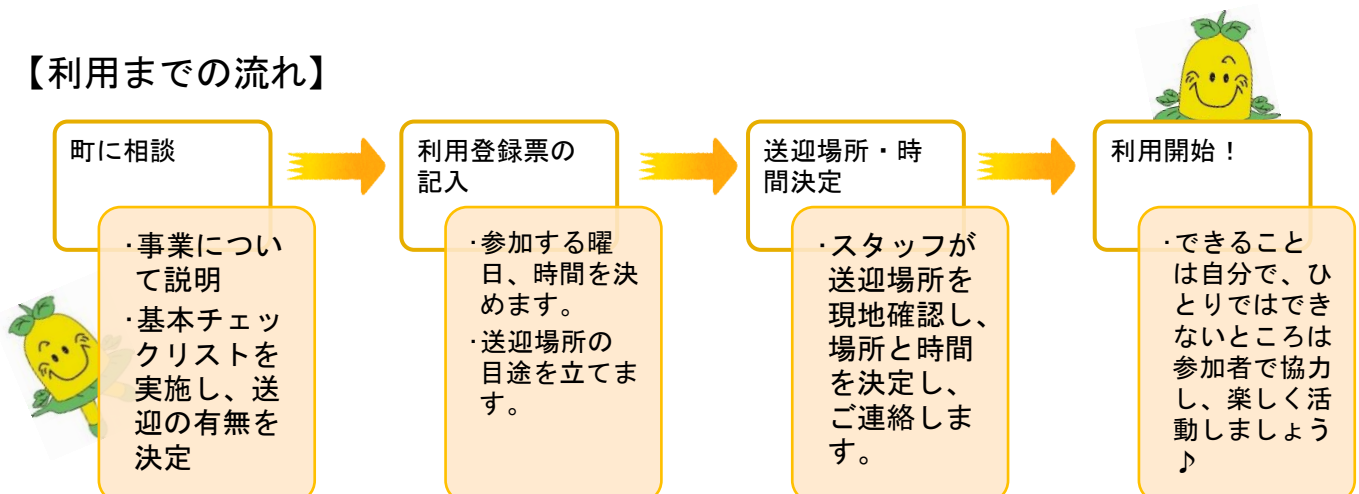 【利用までの流れ】
町に相談
・事業につい
て説明
・基本チェッ
クリストを
実施し、送
迎の有無を
決定
利用登録票の
記入
・参加する曜
日、時間を決
めます。
・送迎場所の
目途を立てま
す。
送迎場所・時
間決定
・スタッフが
送迎場所を
現地確認し、
場所と時間
を決定し、
ご連絡しま
す。
利用開始！
・できること
は自分で、ひ
とりではでき
ないところは
参加者で協力
し、楽しく活
動しましょう
♪